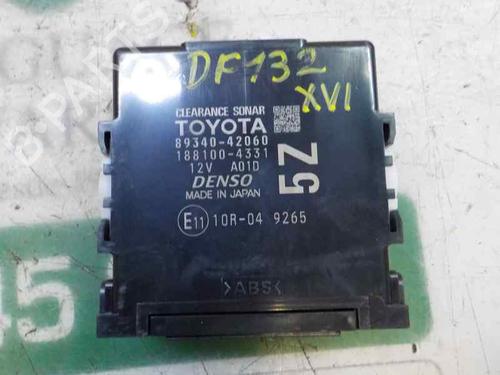 DF132
XVI
CLEARANCE SONAR
TOYOTA
89340-42060
188100-4331
12V A01D
DENSO
MADE IN JAPAN
5Z
E11 10R-04 9265
>ABS<
45